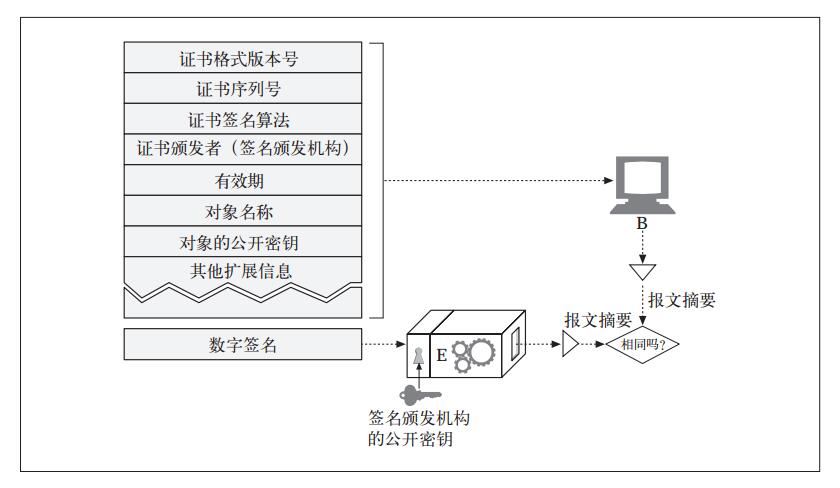 证书格式版本号
证书序列号
证书签名算法
证书颁发者（签名颁发机构）
有效期
对象名称
对象的公开密钥
其他扩展信息
B
报文摘要
数字签名
E
报文摘要
相同吗?
签名颁发机构
的公开密钥